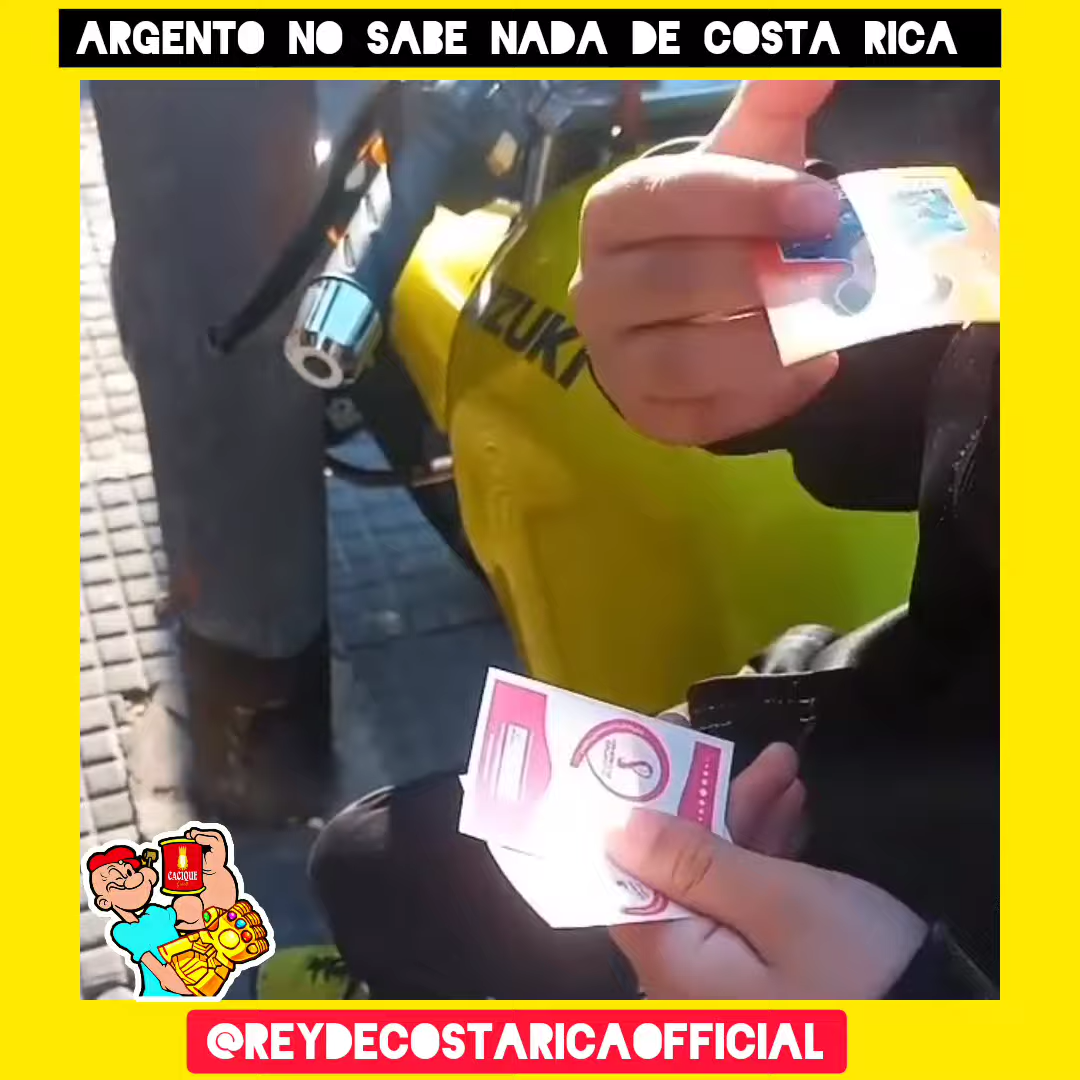 ARGENTO NO SABE NADA DE COSTA RICA
ZUKI
CACIQUE
@REYDECOSTARICAOFFICIAL